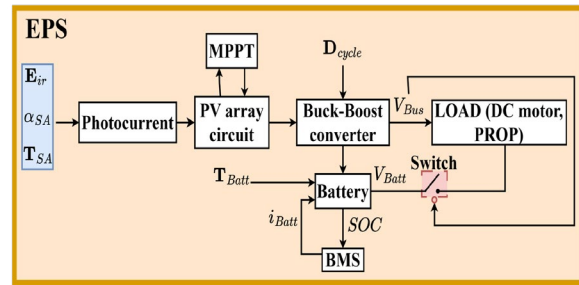 EPS
MPPT
D_cycle
E_ir
α_SA
T_SA
Photocurrent
PV array
circuit
Buck-Boost
converter
V_Bus
LOAD (DC motor,
PROP)
Switch
T_Batt
Battery
V_Batt
i_Batt
SOC
BMS